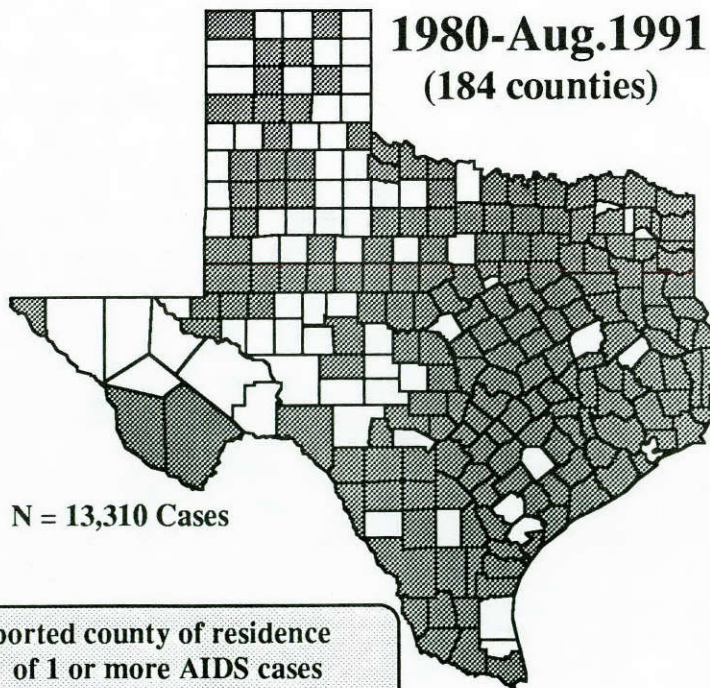 1980-Aug.1991
(184 counties)
N = 13,310 Cases
ported county of residence
of 1 or more AIDS cases